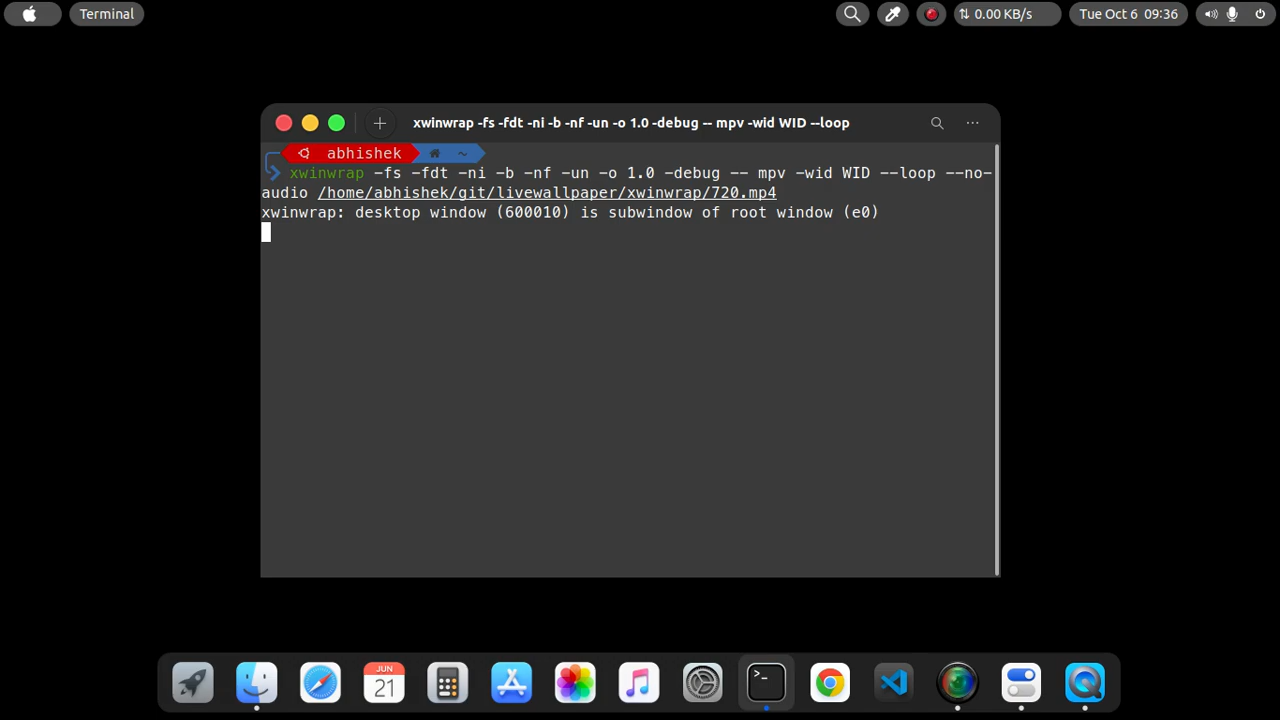 Terminal
0.00 KB/s
Tue Oct 6 09:36
xwinwrap -fs -fdt -ni -b -nf -un -o 1.0 -debug -- mpv -wid WID --loop
abhishek ~
xwinwrap -fs -fdt -ni -b -nf -un -o 1.0 -debug -- mpv -wid WID --loop --no-
audio /home/abhishek/git/livewallpaper/xwinwrap/720.mp4
xwinwrap: desktop window (600010) is subwindow of root window (e0)
JUN
21
>_